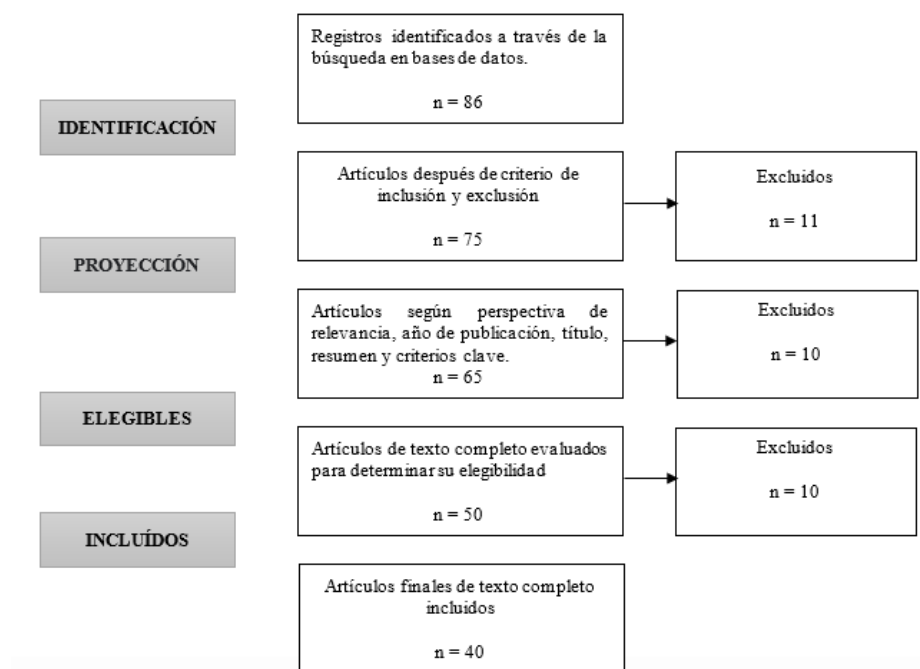 Registros identificados a través de la
búsqueda en bases de datos.
n = 86
IDENTIFICACIÓN
Artículos después de criterio de
inclusión y exclusión
n = 75
Excluidos
n = 11
PROYECCIÓN
Artículos según perspectiva de
relevancia, año de publicación, título,
resumen y criterios clave.
n = 65
Excluidos
n = 10
ELEGIBLES
Artículos de texto completo evaluados
para determinar su elegibilidad
n = 50
Excluidos
n = 10
INCLUÍDOS
Artículos finales de texto completo
incluidos
n = 40